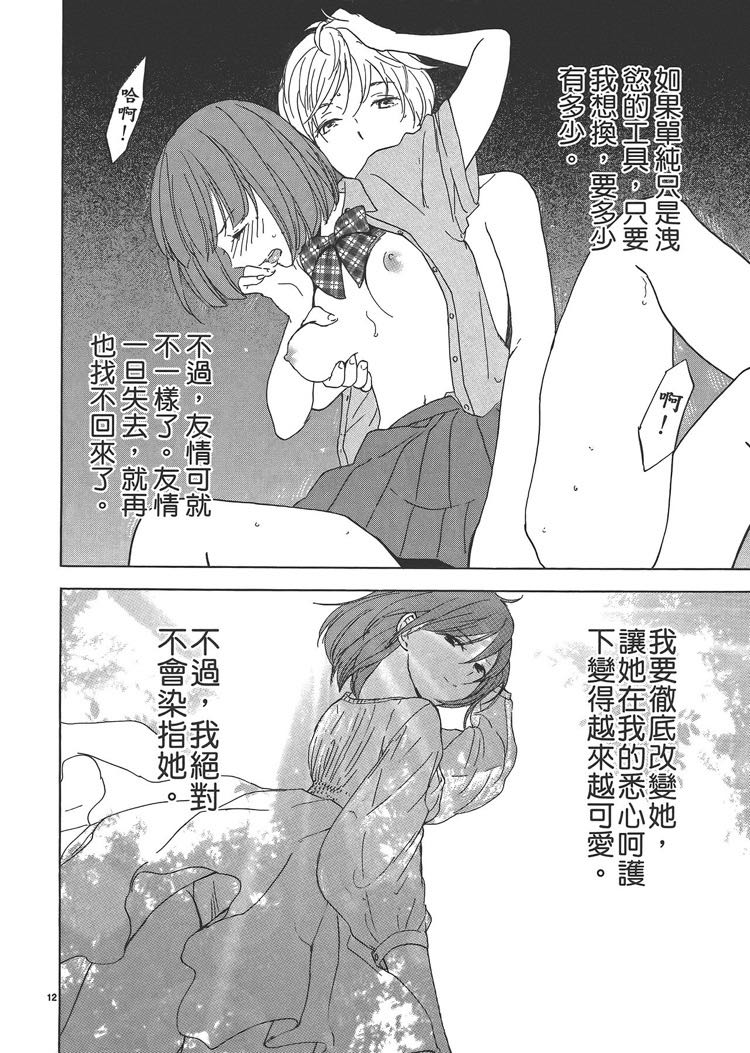 如果單純只是洩
慾的工具，只要
我想換，要多少
有多少。
哈啊！
啊！
不過，友情可就
不一樣了。友情
一旦失去，就再
也找不回來了。
我要徹底改變她，
讓她在我的悉心呵護
下變得越來越可愛。
不過，我絕對
不會染指她。
12